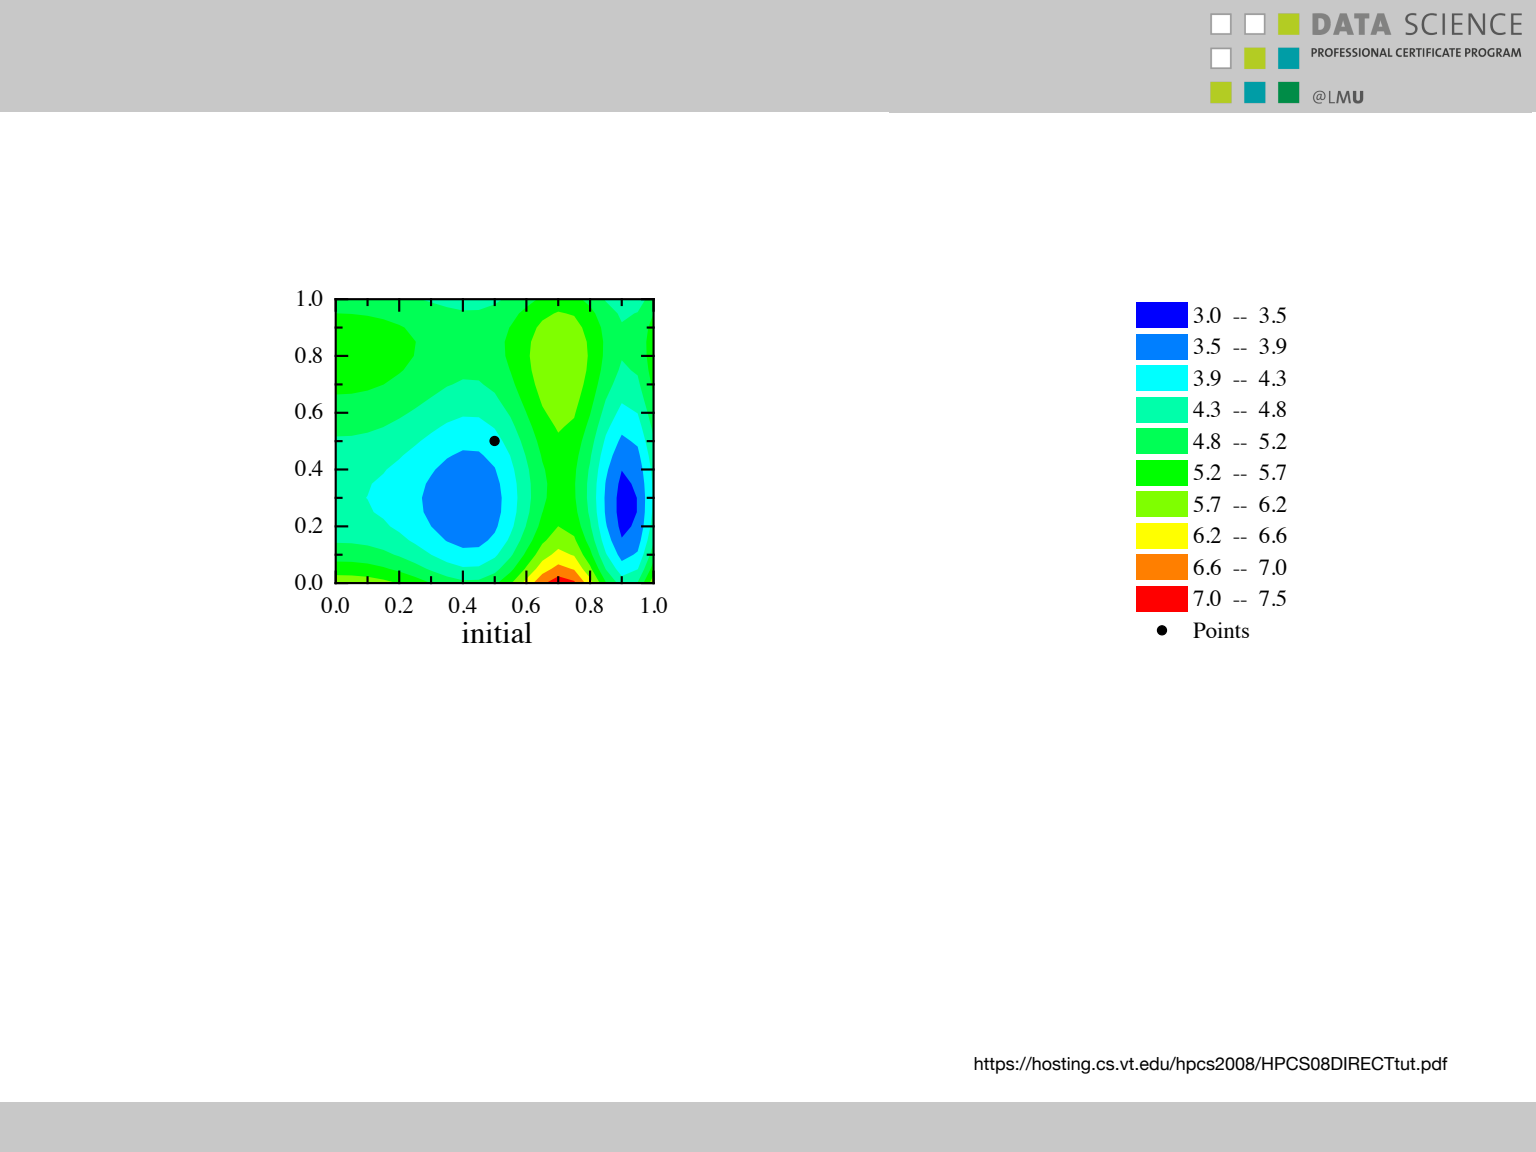 DATA SCIENCE
PROFESSIONAL CERTIFICATE PROGRAM
@LMU
1.0
0.8
0.6
0.4
0.2
0.0
0.0 0.2 0.4 0.6 0.8 1.0
initial
3.0 -- 3.5
3.5 -- 3.9
3.9 -- 4.3
4.3 -- 4.8
4.8 -- 5.2
5.2 -- 5.7
5.7 -- 6.2
6.2 -- 6.6
6.6 -- 7.0
7.0 -- 7.5
Points
https://hosting.cs.vt.edu/hpcs2008/HPCS08DIRECTtut.pdf